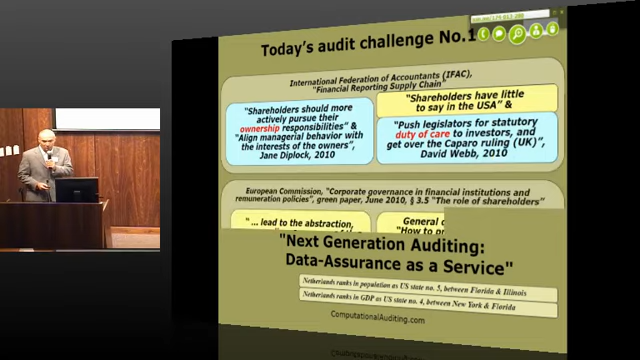 Today's audit challenge No.1
International Federation of Accountants (IFAC),
"Financial Reporting Supply Chain"
"Shareholders should more
actively pursue their
ownership responsibilities" &
"Align managerial behavior with
the interests of the owners",
Jane Diplock, 2010
"Shareholders have little
to say in the USA" &
"Push legislators for statutory
duty of care to investors, and
get over the Caparo ruling (UK)",
David Webb, 2010
European Commission, "Corporate governance in financial institutions and
remuneration policies", green paper, June 2010, § 3.5 "The role of shareholders"
" ... lead to the abstraction,
General
"How to
"Next Generation Auditing:
Data-Assurance as a Service"
Netherlands ranks in population as US state no. 5, between Florida & Illinois
Netherlands ranks in GDP as US state no. 4, between New York & Florida
ComputationalAuditing.com